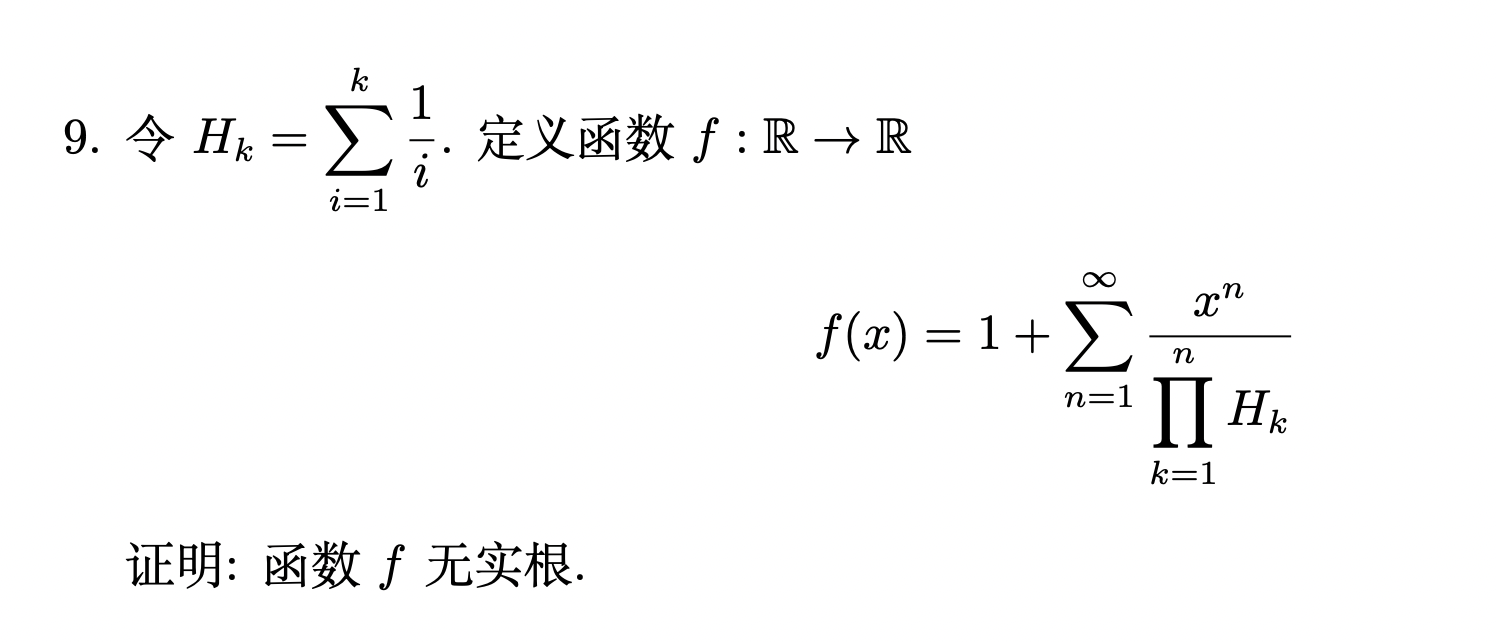 9. 令 $H_k = \sum_{i=1}^{k} \frac{1}{i}$. 定义函数 $f : \mathbb{R} \to \mathbb{R}$
$f(x) = 1 + \sum_{n=1}^{\infty} \frac{x^n}{\prod_{k=1}^{n} H_k}$
证明: 函数 $f$ 无实根.